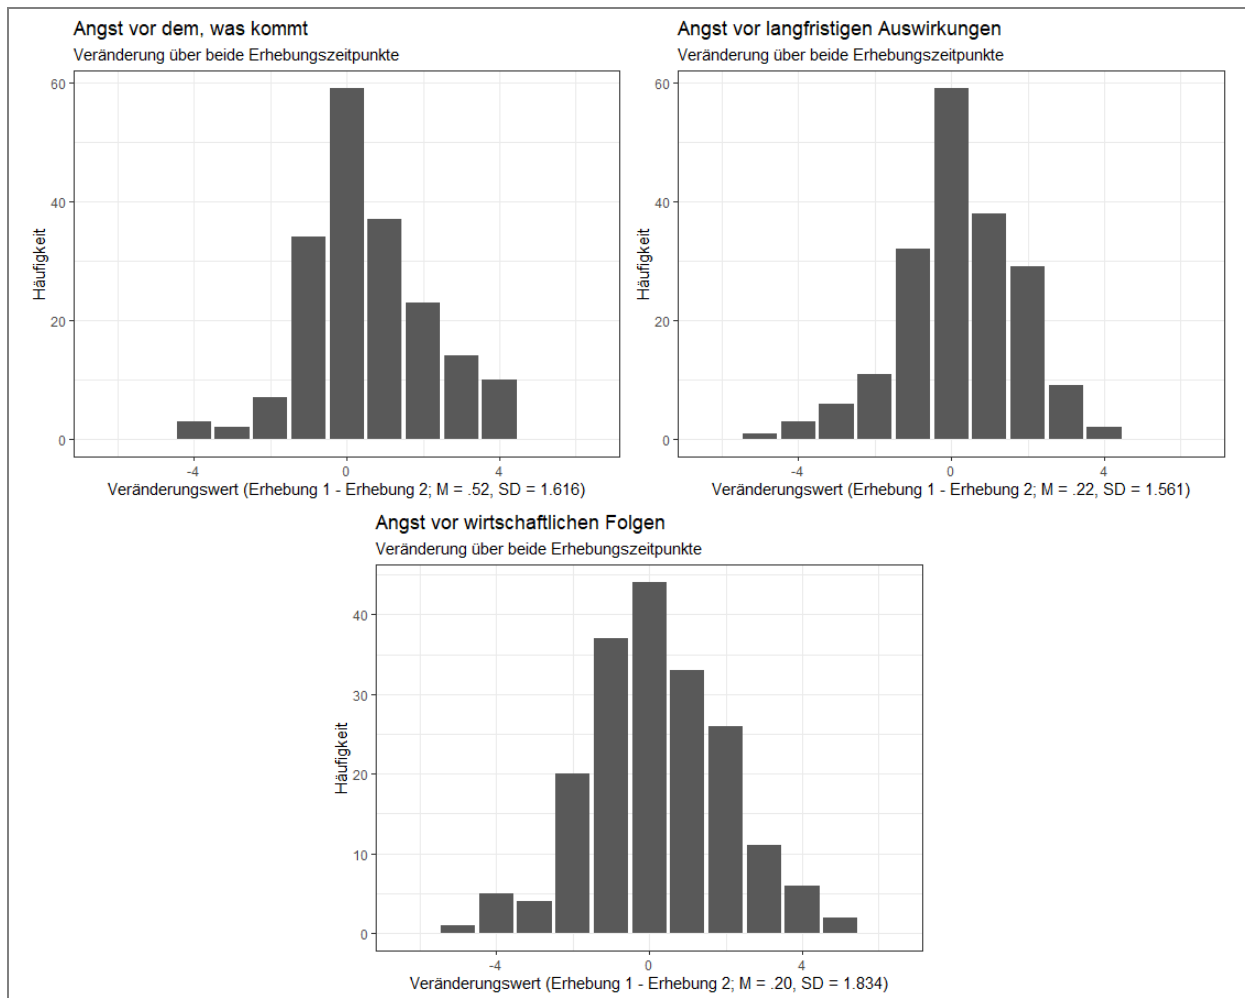 Angst vor dem, was kommt
Veränderung über beide Erhebungszeitpunkte
60
40
20
0
Häufigkeit
-4
0
4
Veränderungswert (Erhebung 1 - Erhebung 2; M = .52, SD = 1.616)
Angst vor langfristigen Auswirkungen
Veränderung über beide Erhebungszeitpunkte
60
40
20
0
Häufigkeit
-4
0
4
Veränderungswert (Erhebung 1 - Erhebung 2; M = .22, SD = 1.561)
Angst vor wirtschaftlichen Folgen
Veränderung über beide Erhebungszeitpunkte
40
30
20
10
0
Häufigkeit
-4
0
4
Veränderungswert (Erhebung 1 - Erhebung 2; M = .20, SD = 1.834)